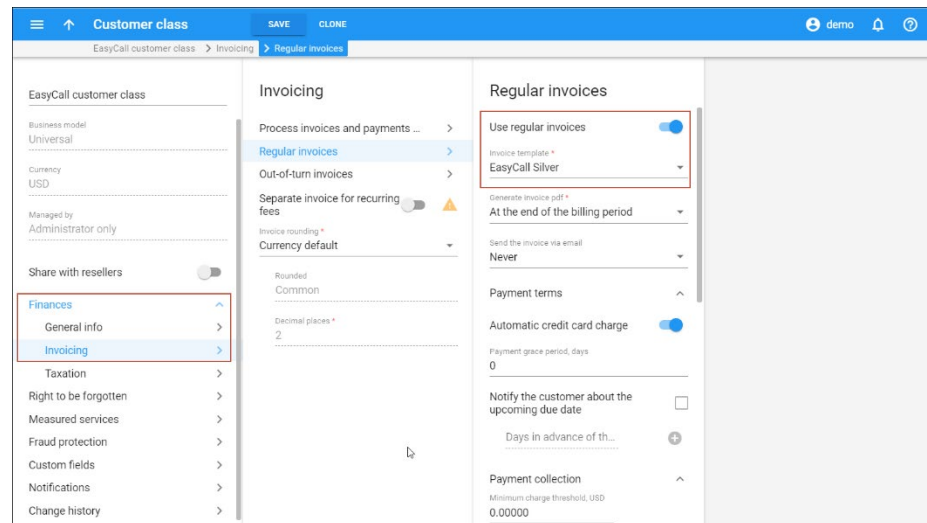 Customer class
SAVE
CLONE
demo
EasyCall customer class > Invoicing > Regular invoices
EasyCall customer class
Business model
Universal
Currency
USD
Managed by
Administrator only
Share with resellers
Finances
General info
Invoicing
Taxation
Right to be forgotten
Measured services
Fraud protection
Custom fields
Notifications
Change history
Invoicing
Process invoices and payments ...
Regular invoices
Out-of-turn invoices
Separate invoice for recurring
fees
Invoice rounding *
Currency default
Rounded
Common
Decimal places *
2
Regular invoices
Use regular invoices
Invoice template *
EasyCall Silver
Generate invoice pdf *
At the end of the billing period
Send the invoice via email
Never
Payment terms
Automatic credit card charge
Payment grace period, days
0
Notify the customer about the
upcoming due date
Days in advance of th...
Payment collection
Minimum charge threshold, USD
0.00000